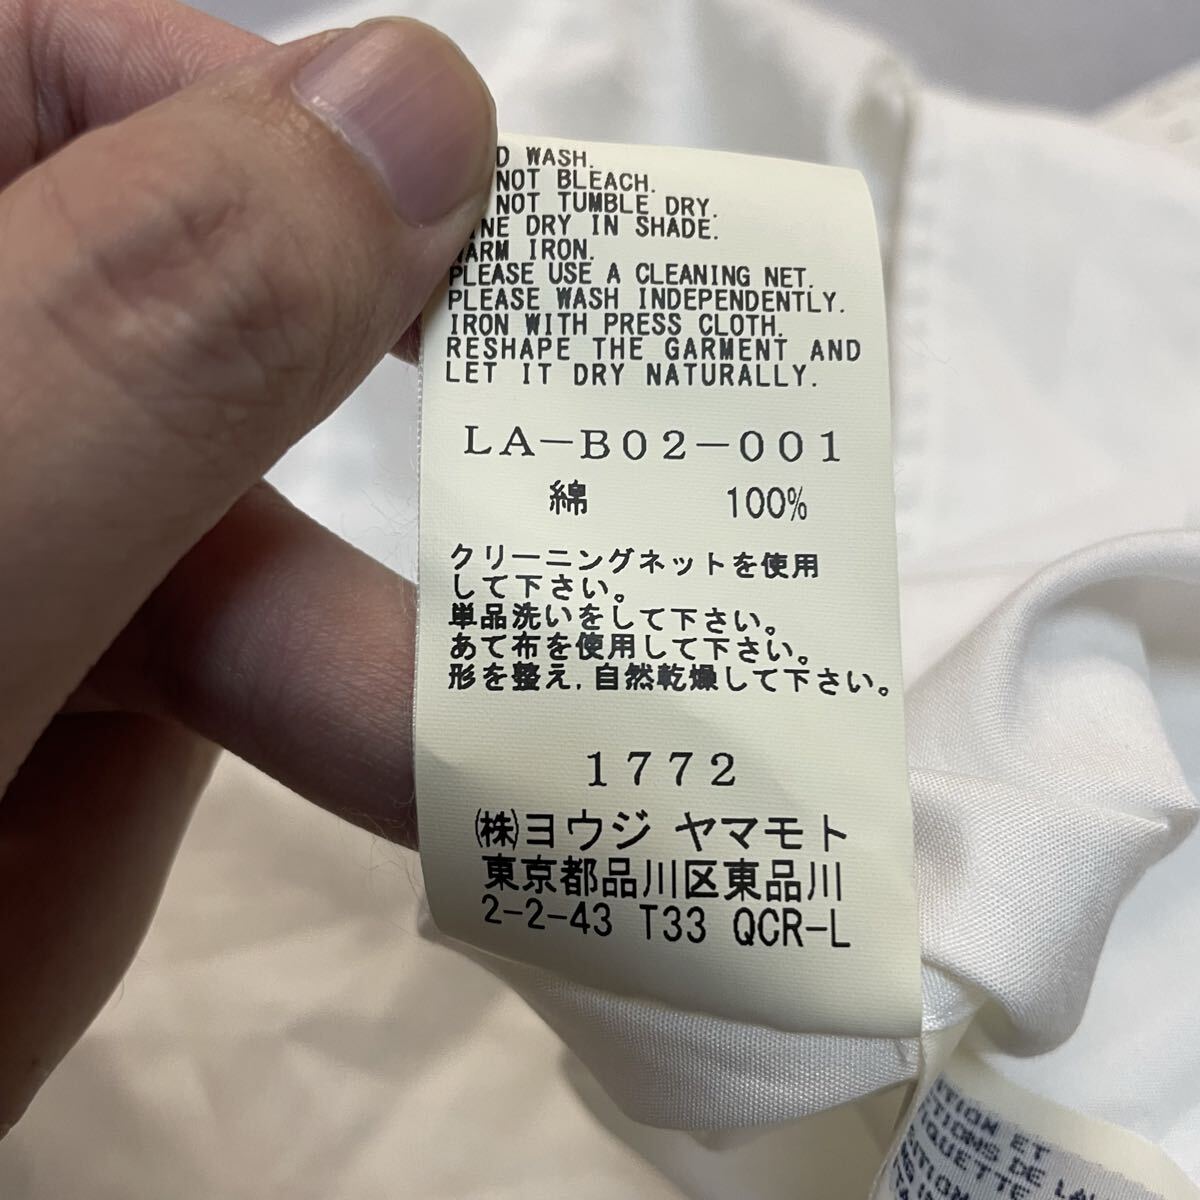 WASH.
NOT BLEACH.
NOT TUMBLE DRY.
DRY IN SHADE.
WARM IRON.
PLEASE USE A CLEANING NET.
PLEASE WASH INDEPENDENTLY.
IRON WITH PRESS CLOTH.
RESHAPE THE GARMENT AND
LET IT DRY NATURALLY.
LA-B02-001
綿 100%
クリーニングネットを使用
して下さい。
単品洗いをして下さい。
あて布を使用して下さい。
形を整え,自然乾燥して下さい。
1772
(株)ヨウジ ヤマモト
東京都品川区東品川
2-2-43 T33 QCR-L
ET
DE